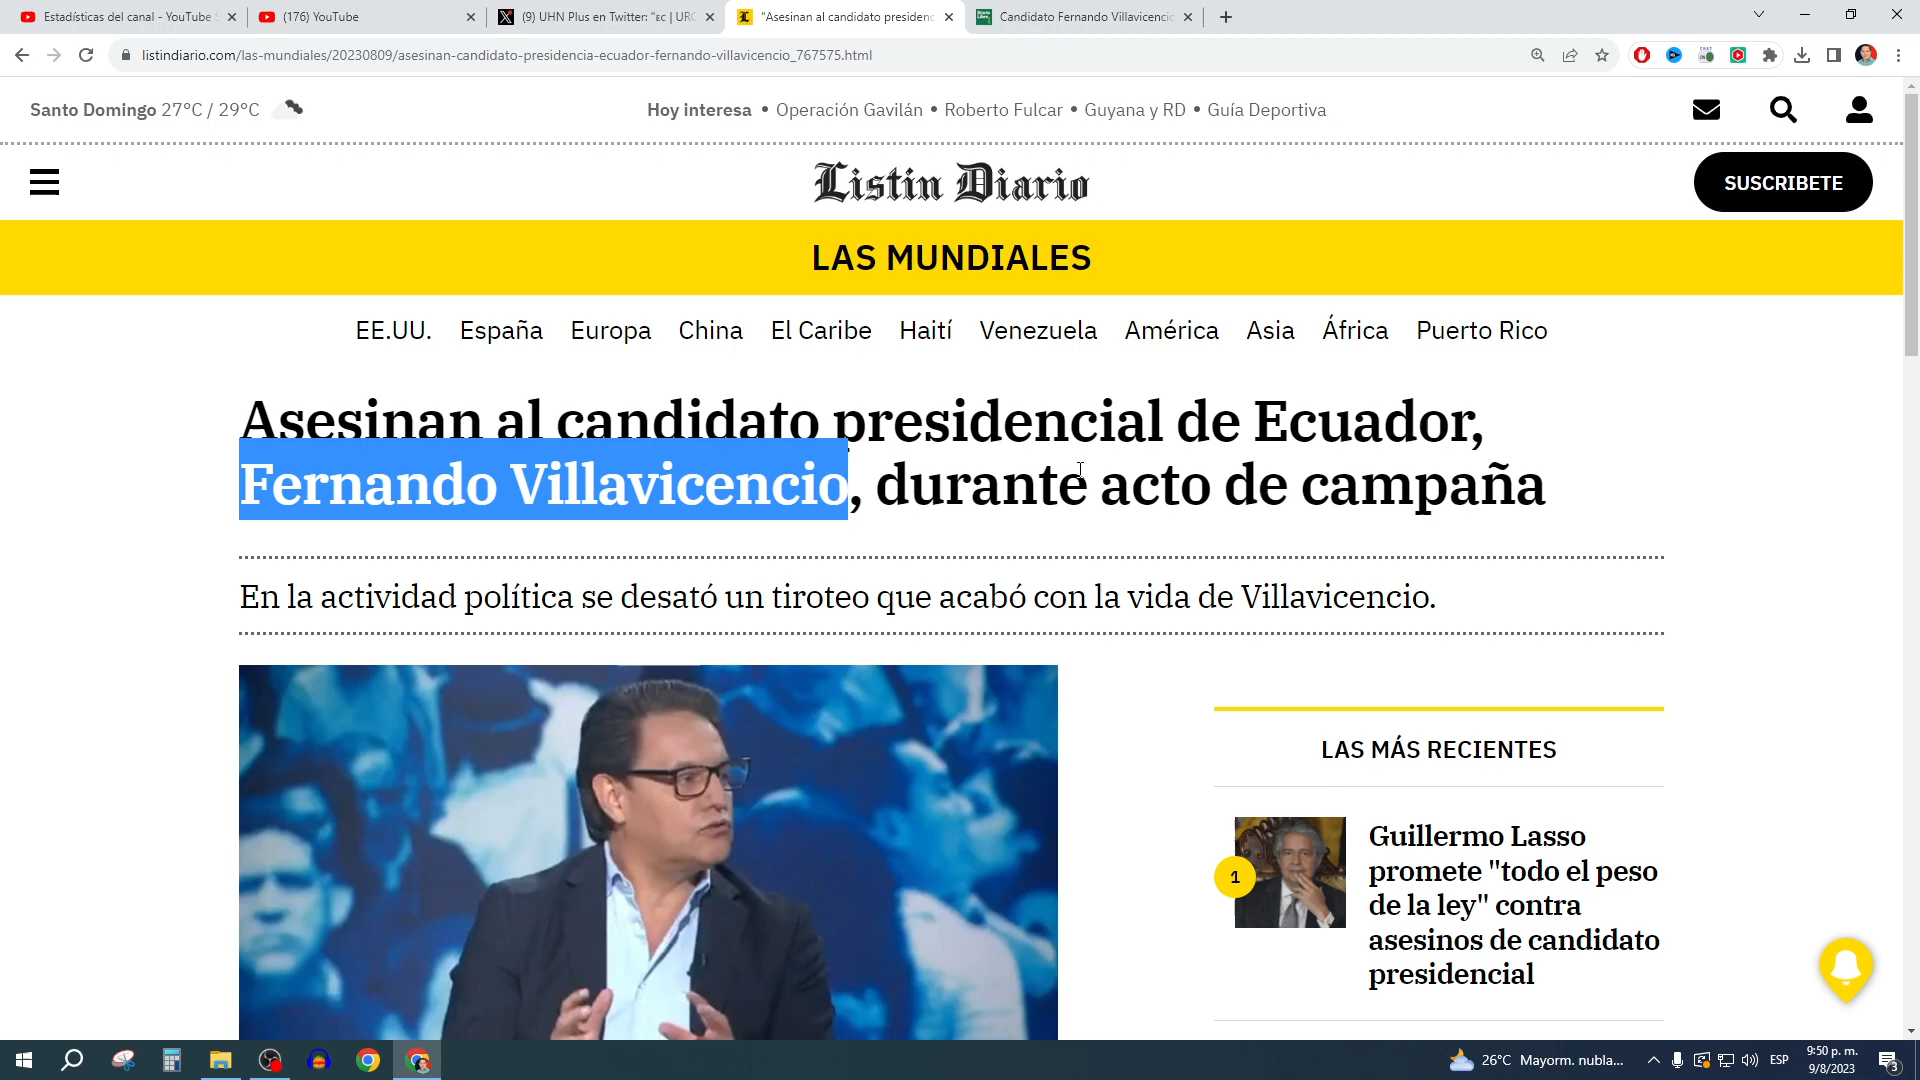 Estadísticas del canal - YouTube S
(176) YouTube
(9) UHN Plus en Twitter: "EC | URG
"Asesinan al candidato presidenc
Candidato Fernando Villavicencio
listindiario.com/las-mundiales/20230809/asesinan-candidato-presidencia-ecuador-fernando-villavicencio_767575.html
Santo Domingo 27°C / 29°C
Hoy interesa • Operación Gavilán • Roberto Fulcar • Guyana y RD • Guía Deportiva
Listin Diario
SUSCRIBETE
LAS MUNDIALES
EE.UU. España Europa China El Caribe Haití Venezuela América Asia África Puerto Rico
Asesinan al candidato presidencial de Ecuador,
Fernando Villavicencio, durante acto de campaña
En la actividad política se desató un tiroteo que acabó con la vida de Villavicencio.
LAS MÁS RECIENTES
1
Guillermo Lasso
promete "todo el peso
de la ley" contra
asesinos de candidato
presidencial
26°C Mayorm. nubla...
ESP
9:50 p. m.
9/8/2023
3